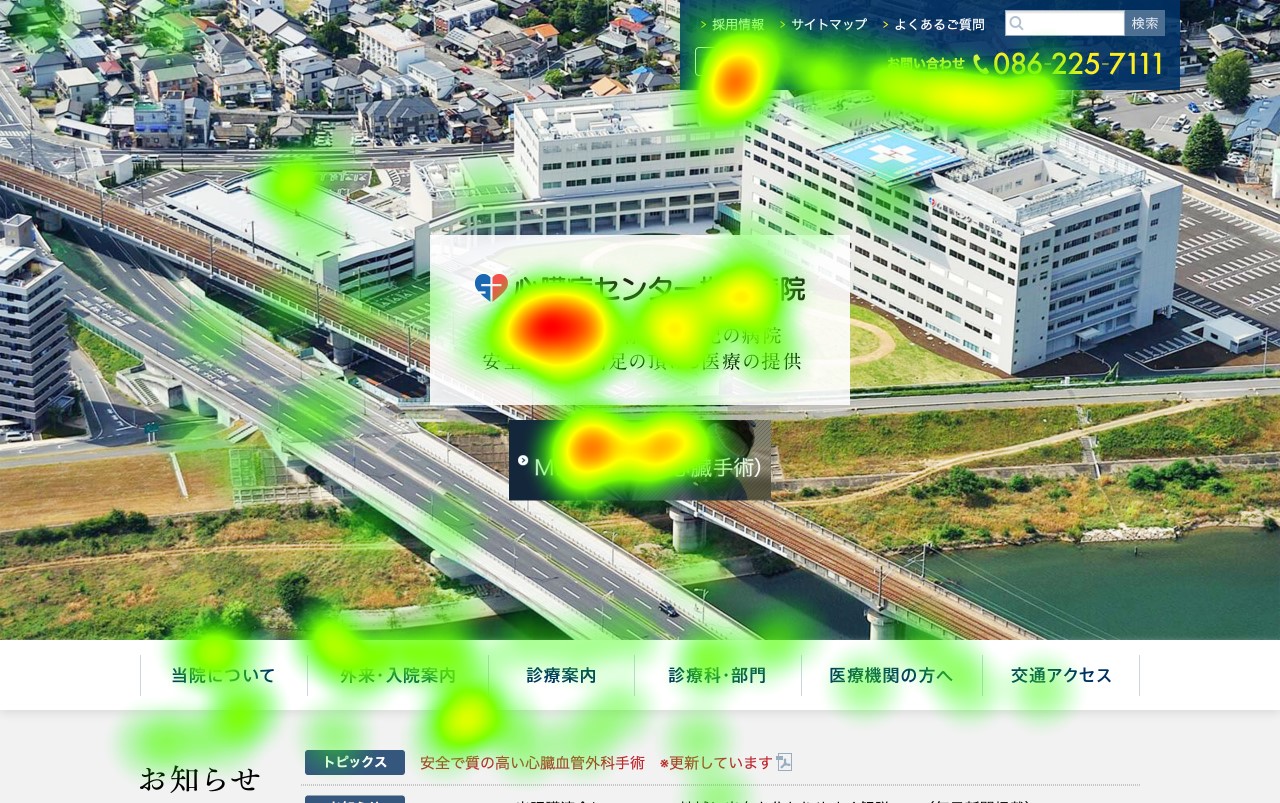 採用情報 サイトマップ よくあるご質問 検索
お問い合わせ 086-225-7111
心臓病センター 病院
の病院
安全 足の頂 医療の提供
心臓手術)
当院について 外来・入院案内 診療案内 診療科・部門 医療機関の方へ 交通アクセス
トピックス 安全で質の高い心臓血管外科手術 ※更新しています
お知らせ